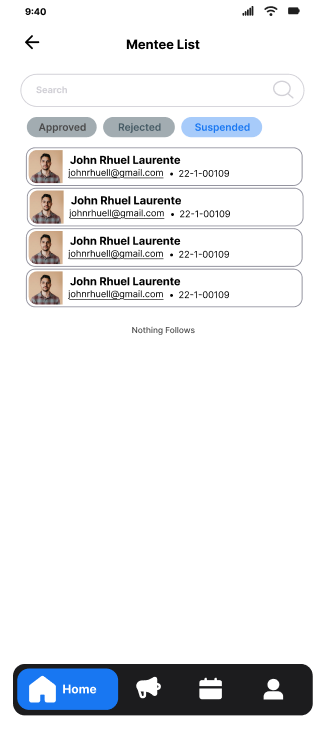 9:40
Mentee List
Search
Approved Rejected Suspended
John Rhuel Laurente
johnrhuell@gmail.com • 22-1-00109
John Rhuel Laurente
johnrhuell@gmail.com • 22-1-00109
John Rhuel Laurente
johnrhuell@gmail.com • 22-1-00109
John Rhuel Laurente
johnrhuell@gmail.com • 22-1-00109
Nothing Follows
Home